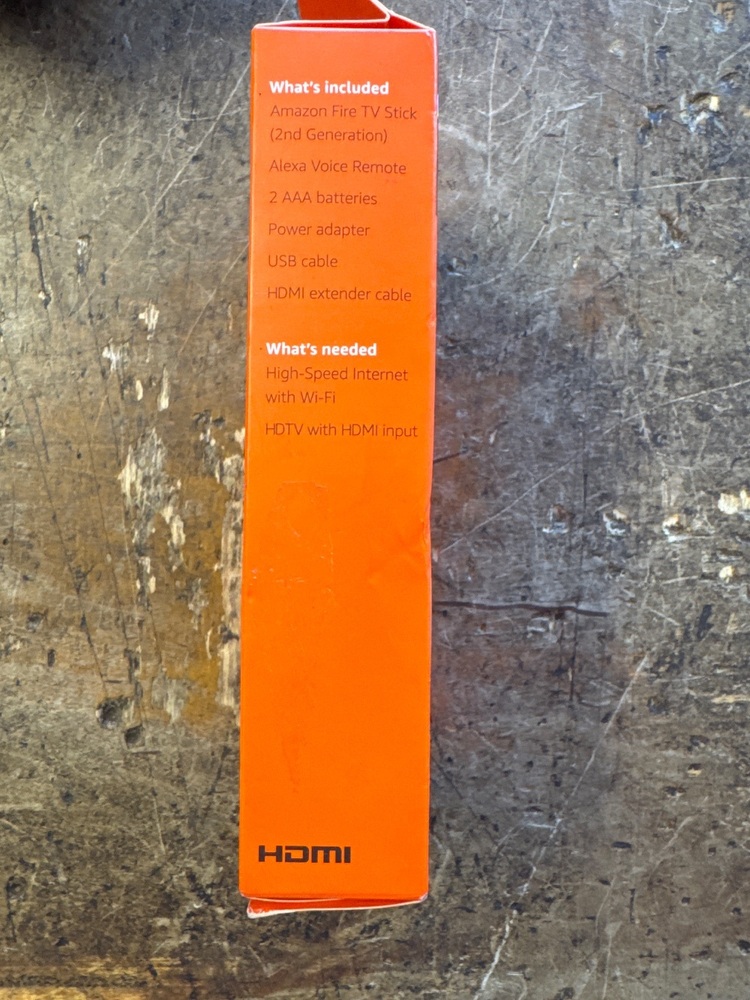 What's included
Amazon Fire TV Stick
(2nd Generation)
Alexa Voice Remote
2 AAA batteries
Power adapter
USB cable
HDMI extender cable
What's needed
High-Speed Internet
with Wi-Fi
HDTV with HDMI input
HDMI